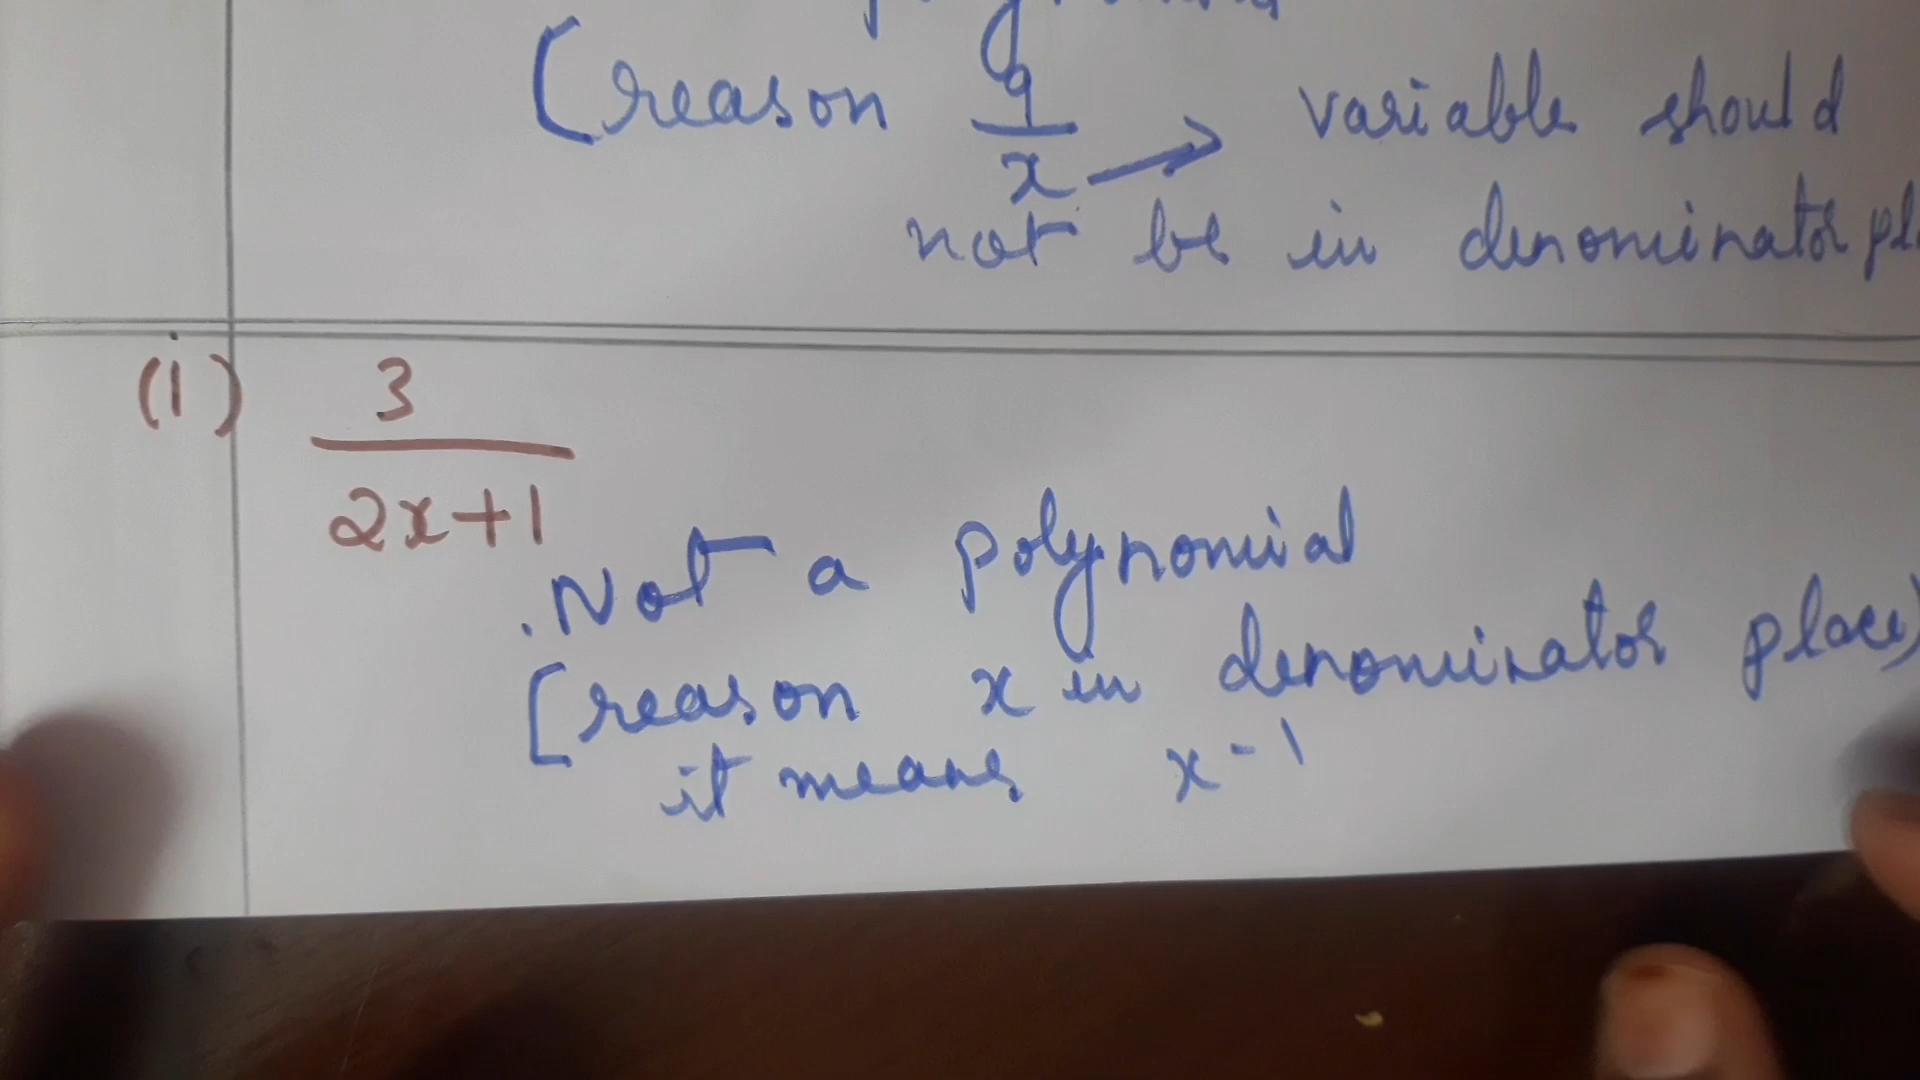 (reason 9/x → variable should
not be in denominator
(i) 3
2x+1
Not a polynomial
[reason x in denominator place)
it means x^-1